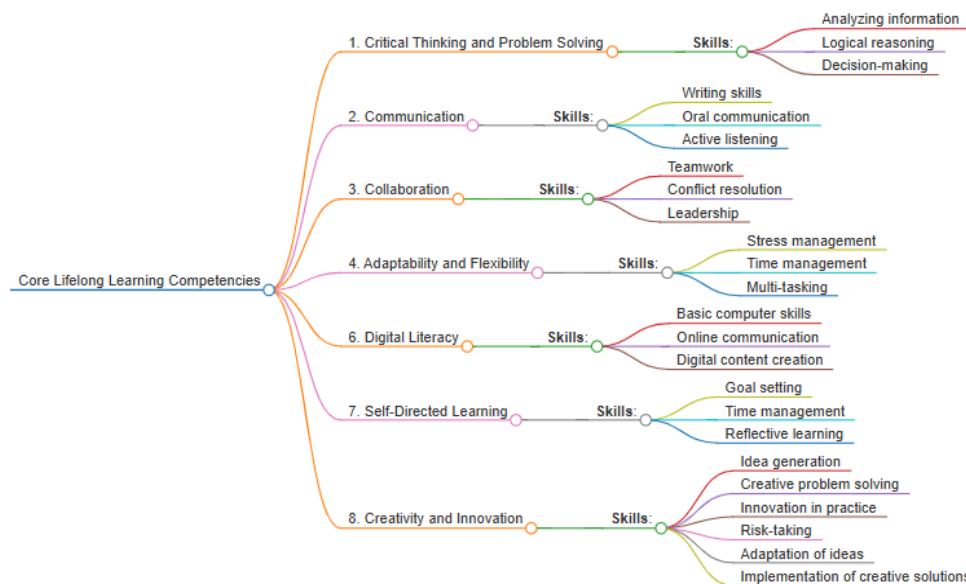 Core Lifelong Learning Competencies
1. Critical Thinking and Problem Solving
Skills:
Analyzing information
Logical reasoning
Decision-making
2. Communication
Skills:
Writing skills
Oral communication
Active listening
3. Collaboration
Skills:
Teamwork
Conflict resolution
Leadership
4. Adaptability and Flexibility
Skills:
Stress management
Time management
Multi-tasking
6. Digital Literacy
Skills:
Basic computer skills
Online communication
Digital content creation
7. Self-Directed Learning
Skills:
Goal setting
Time management
Reflective learning
8. Creativity and Innovation
Skills:
Idea generation
Creative problem solving
Innovation in practice
Risk-taking
Adaptation of ideas
Implementation of creative solutions